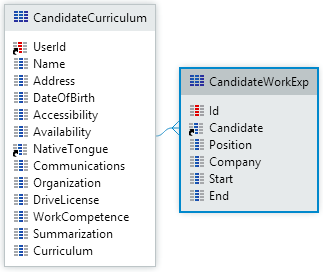 CandidateCurriculum
UserId
Name
Address
DateOfBirth
Accessibility
Availability
NativeTongue
Communications
Organization
DriveLicense
WorkCompetence
Summarization
Curriculum
CandidateWorkExp
Id
Candidate
Position
Company
Start
End